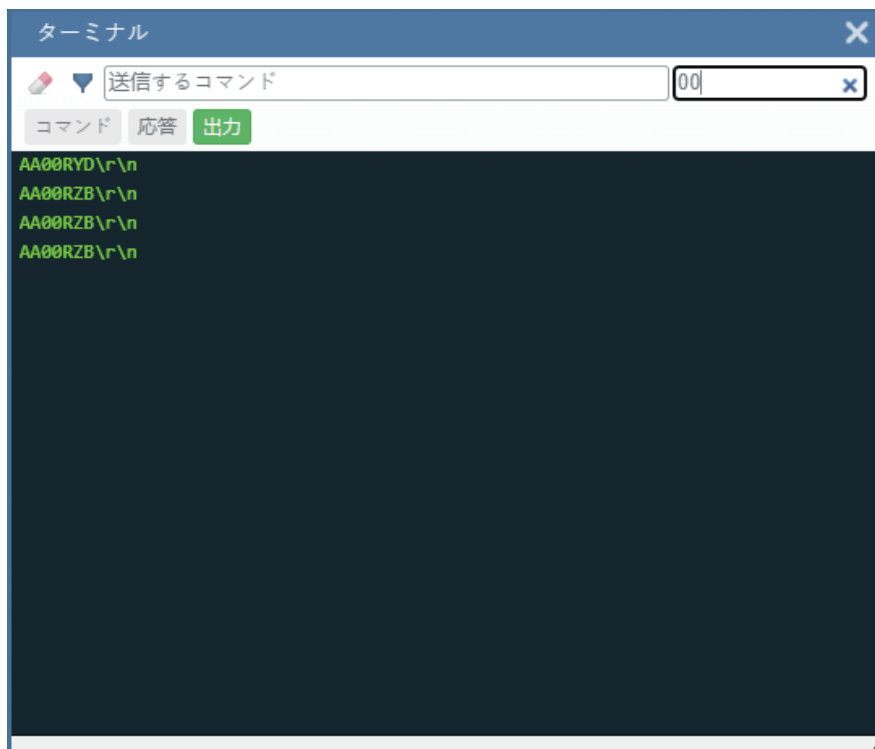 ターミナル
送信するコマンド 00
コマンド 応答 出力
AA00RYD\r\n
AA00RZB\r\n
AA00RZB\r\n
AA00RZB\r\n